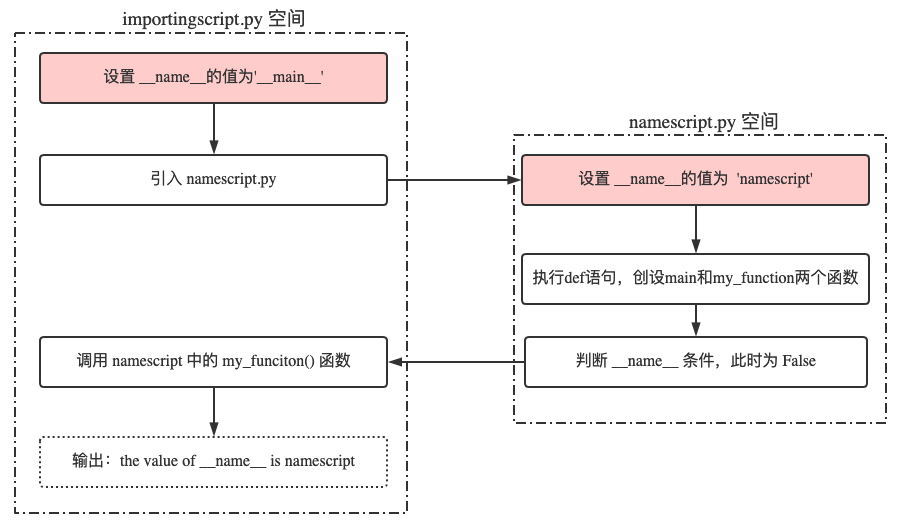 importingscript.py 空间
设置 __name__的值为'__main__'
引入 namescript.py
namescript.py 空间
设置 __name__的值为 'namescript'
执行def语句，创设main和my_function两个函数
判断 __name__ 条件，此时为 False
调用 namescript 中的 my_funciton() 函数
输出：the value of __name__ is namescript